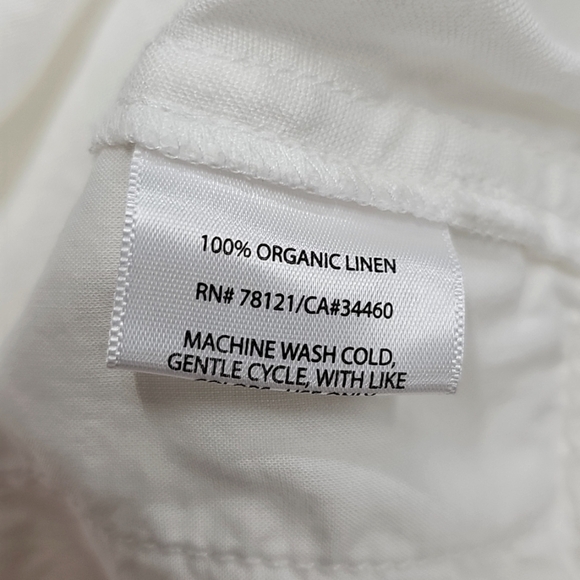 100% ORGANIC LINEN
RN# 78121/CA#34460
MACHINE WASH COLD,
GENTLE CYCLE, WITH LIKE